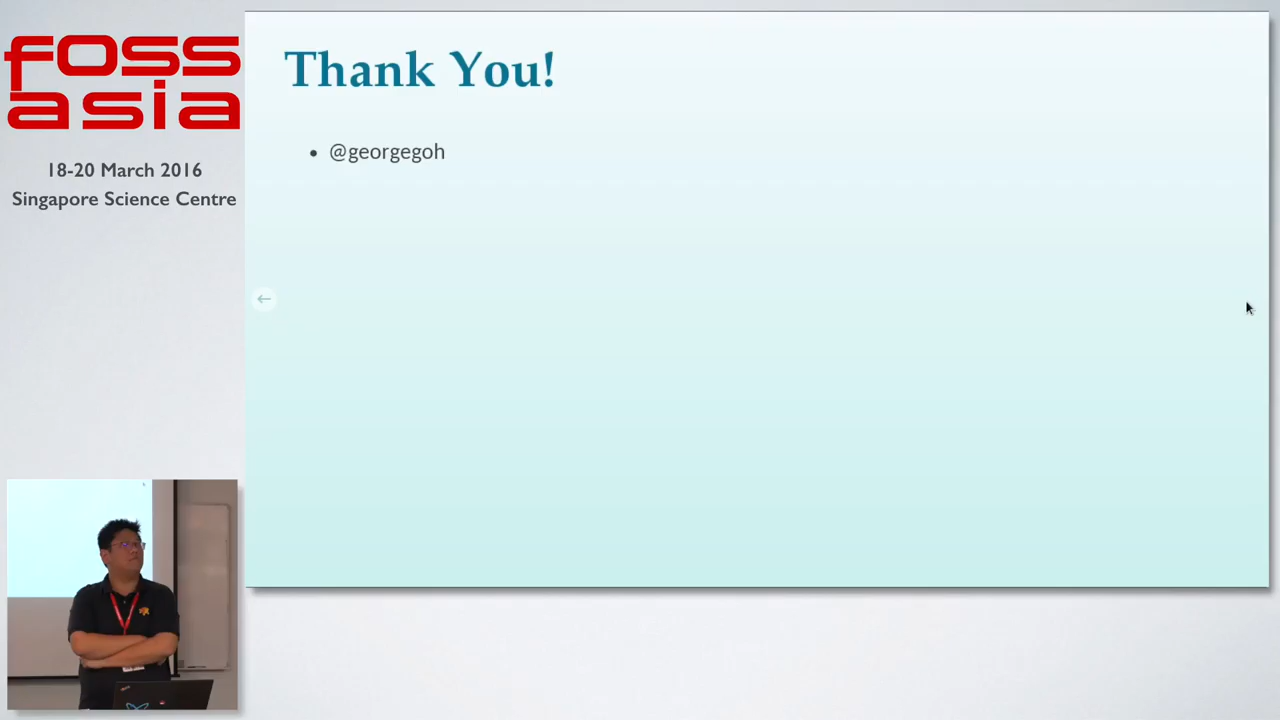 foss
asia
18-20 March 2016
Singapore Science Centre
Thank You!
• @georgegoh